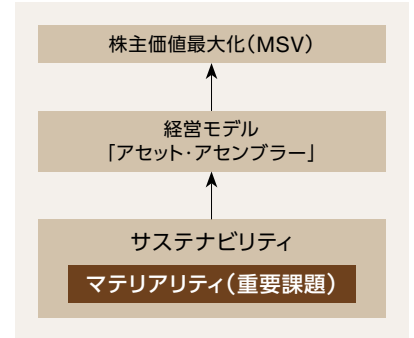 株主価値最大化(MSV)
経営モデル
「アセット・アセンブラー」
サステナビリティ
マテリアリティ(重要課題)